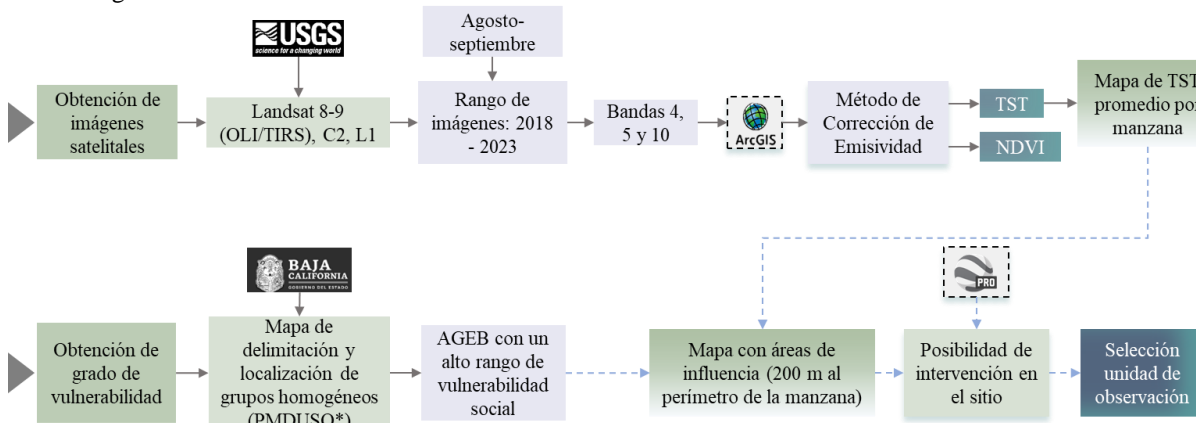 USGS
science for a changing world
Agosto-
septiembre
Obtención de
imágenes
satelitales
Landsat 8-9
(OLI/TIRS), C2, L1
Rango de
imágenes: 2018
- 2023
Bandas 4,
5 y 10
ArcGIS
Método de
Corrección de
Emisividad
TST
NDVI
Mapa de TST
promedio por
manzana
BAJA
CALIFORNIA
GOBIERNO DEL ESTADO
PRO
Obtención de
grado de
vulnerabilidad
Mapa de
delimitación y
localización de
grupos homogéneos
(PMDUSO*)
AGEB con un
alto rango de
vulnerabilidad
social
Mapa con áreas de
influencia (200 m al
perímetro de la manzana)
Posibilidad de
intervención en
el sitio
Selección
unidad de
observación